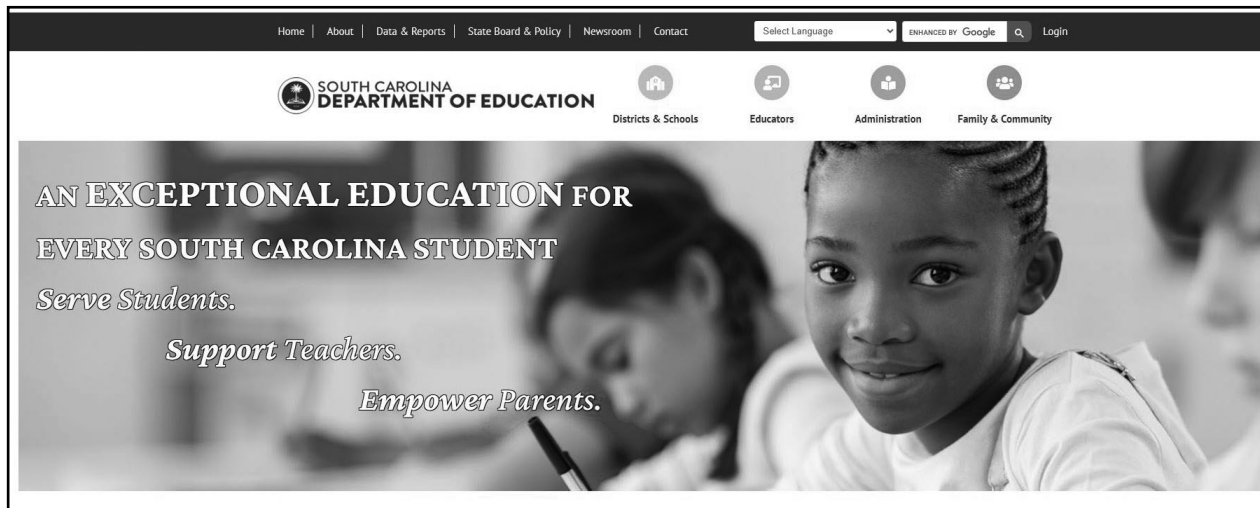 Home | About | Data & Reports | State Board & Policy | Newsroom | Contact
Select Language
ENHANCED BY Google
Login
SOUTH CAROLINA
DEPARTMENT OF EDUCATION
Districts & Schools
Educators
Administration
Family & Community
AN EXCEPTIONAL EDUCATION FOR
EVERY SOUTH CAROLINA STUDENT
Serve Students.
Support Teachers.
Empower Parents.